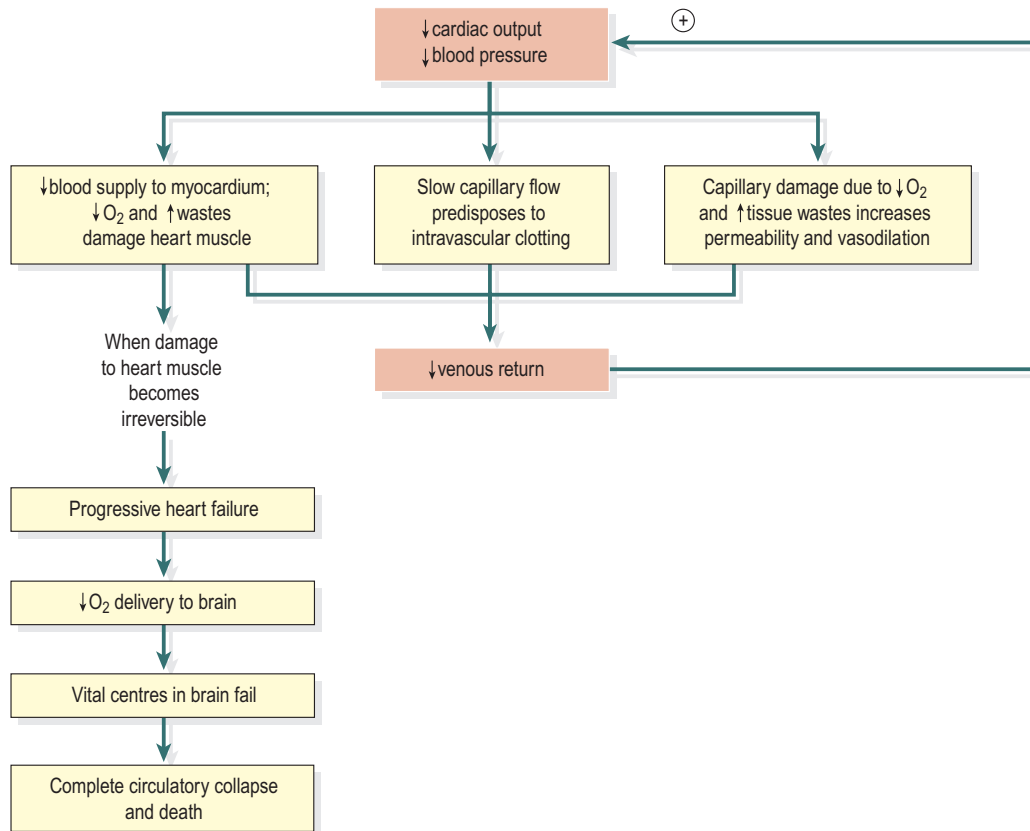 ↓cardiac output
↓blood pressure
+
↓blood supply to myocardium;
↓O₂ and ↑wastes
damage heart muscle
Slow capillary flow
predisposes to
intravascular clotting
Capillary damage due to ↓O₂
and ↑tissue wastes increases
permeability and vasodilation
When damage
to heart muscle
becomes
irreversible
↓venous return
Progressive heart failure
↓O₂ delivery to brain
Vital centres in brain fail
Complete circulatory collapse
and death